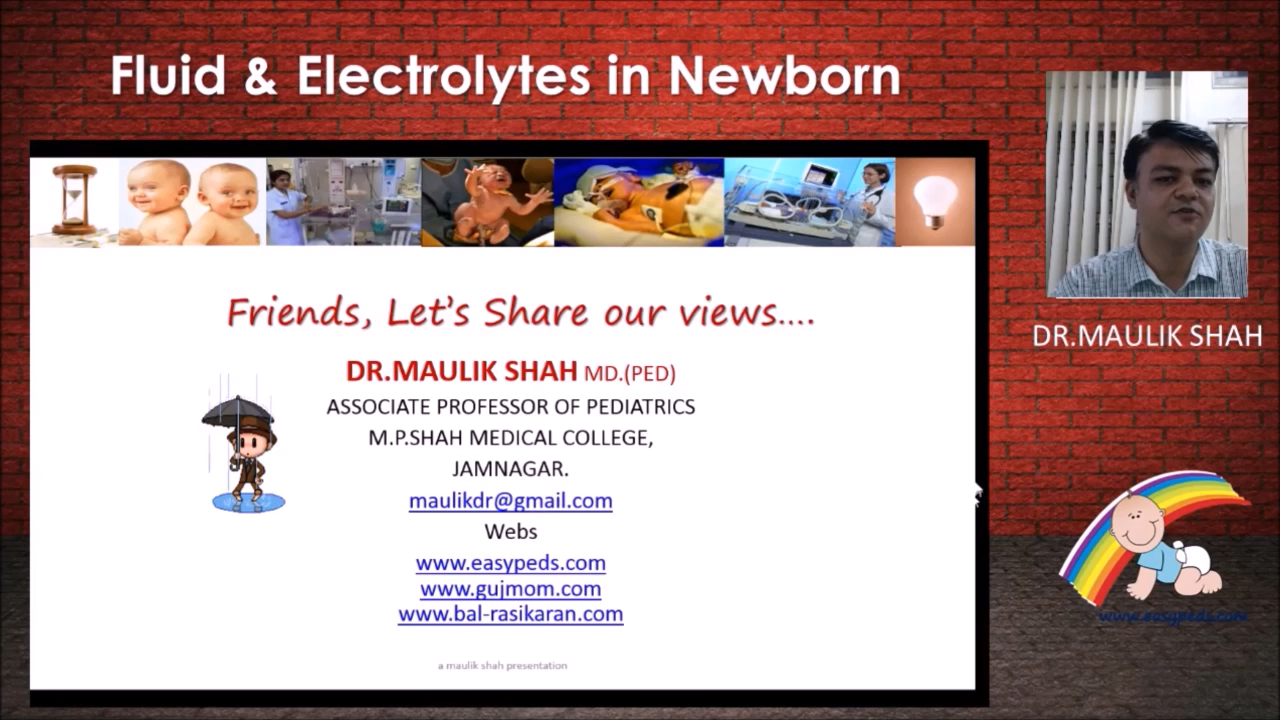 Fluid & Electrolytes in Newborn
Friends, Let's Share our views....
DR.MAULIK SHAH MD.(PED)
ASSOCIATE PROFESSOR OF PEDIATRICS
M.P.SHAH MEDICAL COLLEGE,
JAMNAGAR.
maulikdr@gmail.com
Webs
www.easypeds.com
www.gujmom.com
www.bal-rasikaran.com
a maulik shah presentation
DR.MAULIK SHAH
www.easypeds.com